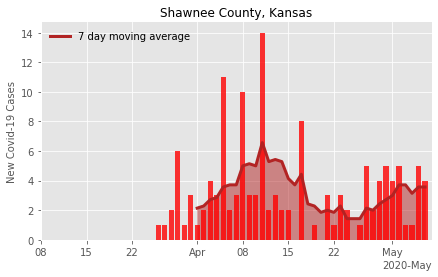 Shawnee County, Kansas
7 day moving average
New Covid-19 Cases
14
12
10
8
6
4
2
0
08 15 22 Apr 08 15 22 May
2020-May